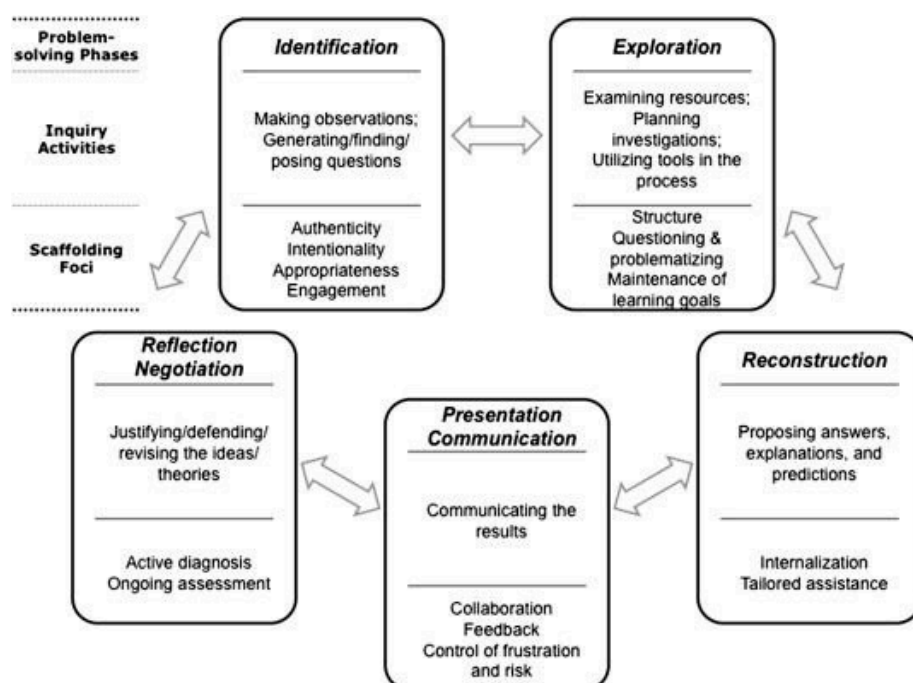 Problem-
solving Phases
Inquiry
Activities
Scaffolding
Foci
Identification
Making observations;
Generating/finding/
posing questions
Authenticity
Intentionality
Appropriateness
Engagement
Exploration
Examining resources;
Planning
investigations;
Utilizing tools in the
process
Structure
Questioning &
problematizing
Maintenance of
learning goals
Reflection
Negotiation
Justifying/defending/
revising the ideas/
theories
Active diagnosis
Ongoing assessment
Presentation
Communication
Communicating the
results
Collaboration
Feedback
Control of frustration
and risk
Reconstruction
Proposing answers,
explanations, and
predictions
Internalization
Tailored assistance